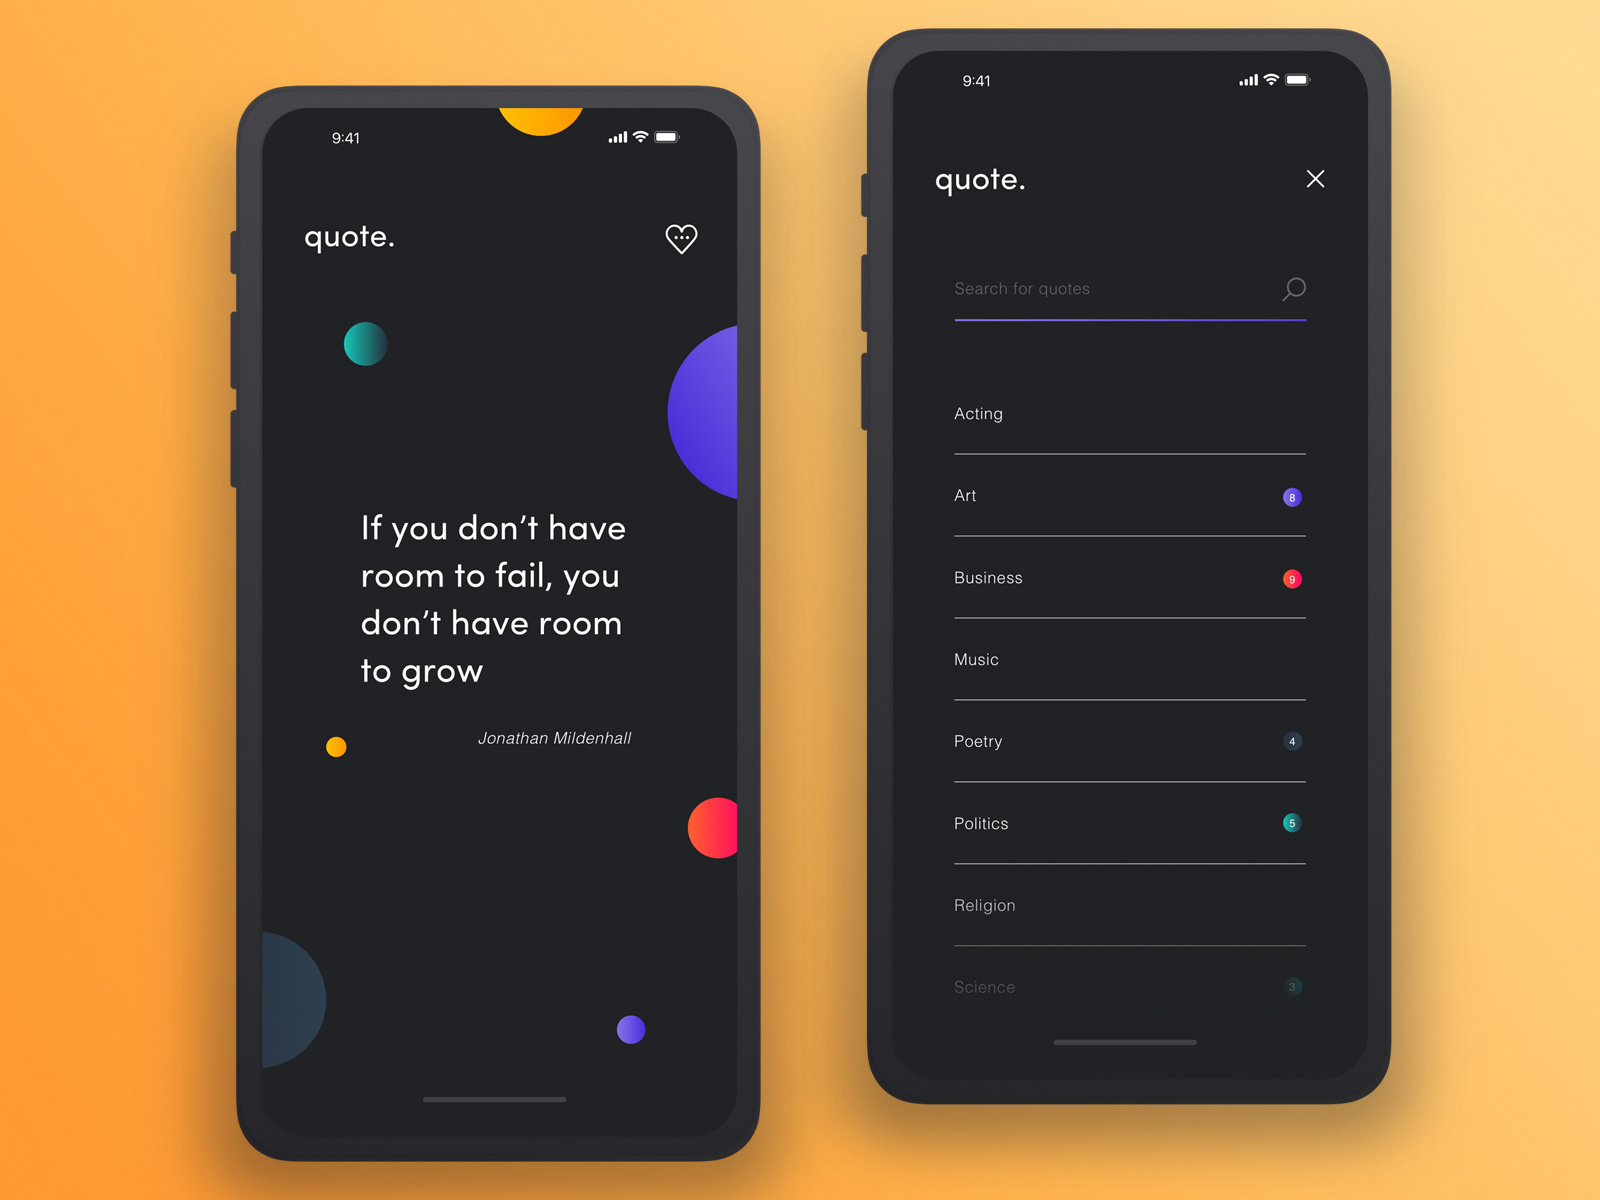 9:41
quote.
If you don’t have
room to fail, you
don’t have room
to grow
Jonathan Mildenhall
9:41
quote.
Search for quotes
Acting
Art 8
Business 9
Music
Poetry 4
Politics 5
Religion
Science 3